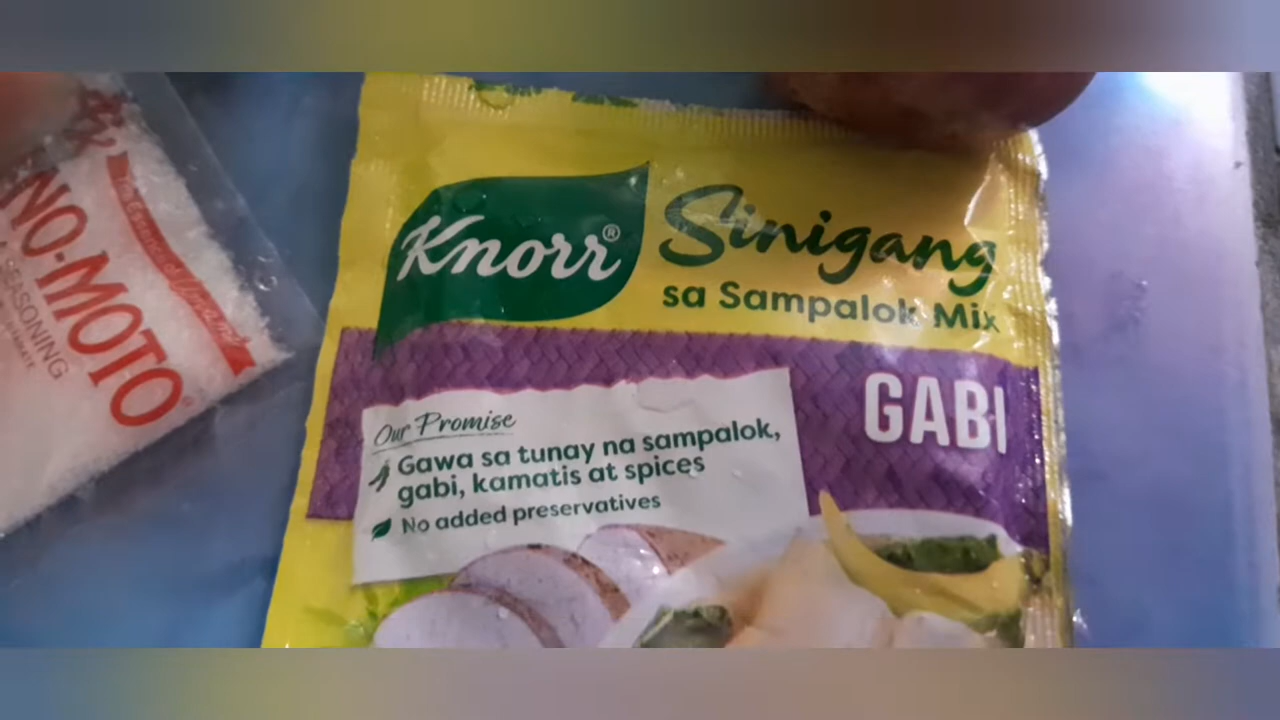 NO-MOTO
SEASONING
Knorr®
Sinigang
sa Sampalok Mix
GABI
Our Promise
Gawa sa tunay na sampalok,
gabi, kamatis at spices
No added preservatives